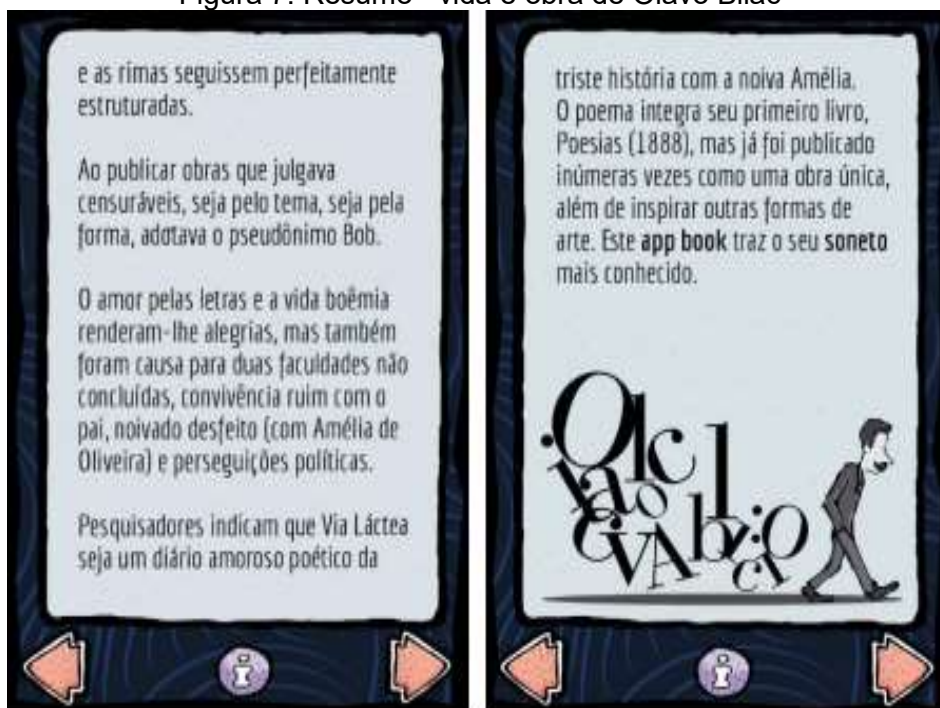 Figura 7: Resumo - vida e obra de Olavo Bilac
e as rimas seguissem perfeitamente
estruturadas.
Ao publicar obras que julgava
censuráveis, seja pelo tema, seja pela
forma, adotava o pseudônimo Bob.
O amor pelas letras e a vida boêmia
renderam-lhe alegrias, mas também
foram causa para duas faculdades não
concluídas, convivência ruim com o
pai, noivado desfeito (com Amélia de
Oliveira) e perseguições políticas.
Pesquisadores indicam que Via Láctea
seja um diário amoroso poético da
triste história com a noiva Amélia.
O poema integra seu primeiro livro,
Poesias (1888), mas já foi publicado
inúmeras vezes como uma obra única,
além de inspirar outras formas de
arte. Este app book traz o seu soneto
mais conhecido.
i